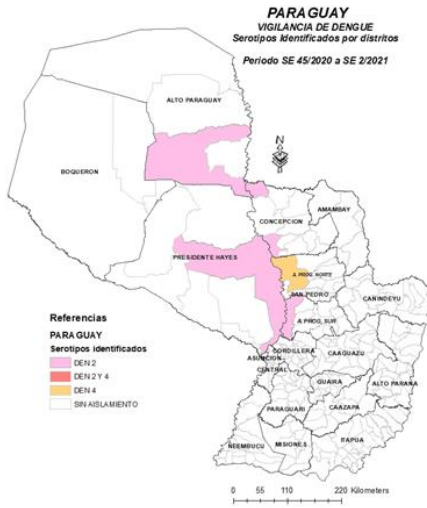 PARAGUAY
VIGILANCIA DE DENGUE
Serotipos Identificados por distritos
Periodo SE 45/2020 a SE 2/2021
ALTO PARAGUAY
N
BOQUERON
CONCEPCION
AMAMBAY
PRESIDENTE HAYES
A. PROG. NORTE
SAN PEDRO
CANINDEYU
A PROG. SUR
Referencias
PARAGUAY
Serotipos identificados
DEN 2
DEN 2 Y 4
DEN 4
SIN AISLAMIENTO
ASUNCION
CORDILLERA
CENTRAL
CAAGUAZU
GUAIRA
ALTO PARANA
PARAGUARI
CAAZAPA
ÑEEMBUCU
MISIONES
ITAPUA
0 55 110 220 Kilometers